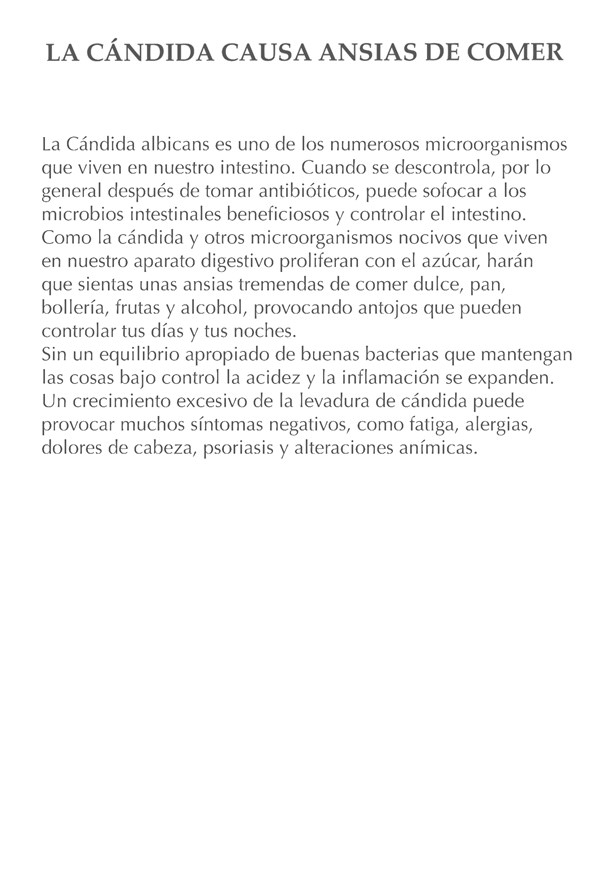 LA CÁNDIDA CAUSA ANSIAS DE COMER
La Cándida albicans es uno de los numerosos microorganismos
que viven en nuestro intestino. Cuando se descontrola, por lo
general después de tomar antibióticos, puede sofocar a los
microbios intestinales beneficiosos y controlar el intestino.
Como la cándida y otros microorganismos nocivos que viven
en nuestro aparato digestivo proliferan con el azúcar, harán
que sientas unas ansias tremendas de comer dulce, pan,
bollería, frutas y alcohol, provocando antojos que pueden
controlar tus días y tus noches.
Sin un equilibrio apropiado de buenas bacterias que mantengan
las cosas bajo control la acidez y la inflamación se expanden.
Un crecimiento excesivo de la levadura de cándida puede
provocar muchos síntomas negativos, como fatiga, alergias,
dolores de cabeza, psoriasis y alteraciones anímicas.